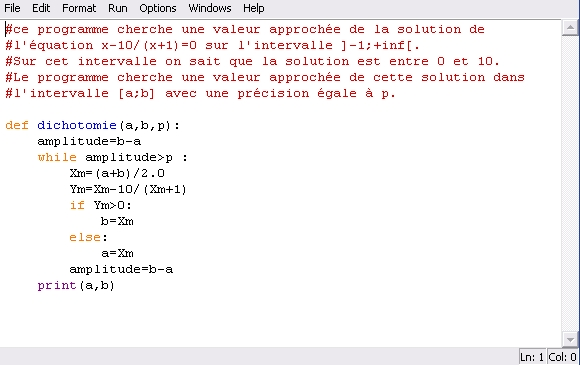 File Edit Format Run Options Windows Help
#ce programme cherche une valeur approchée de la solution de
#l'équation x-10/(x+1)=0 sur l'intervalle ]-1;+inf[.
#Sur cet intervalle on sait que la solution est entre 0 et 10.
#Le programme cherche une valeur approchée de cette solution dans
#l'intervalle [a;b] avec une précision égale à p.

def dichotomie(a,b,p):
    amplitude=b-a
    while amplitude>p :
        Xm=(a+b)/2.0
        Ym=Xm-10/(Xm+1)
        if Ym>0:
            b=Xm
        else:
            a=Xm
        amplitude=b-a
    print(a,b)
Ln: 1 Col: 0